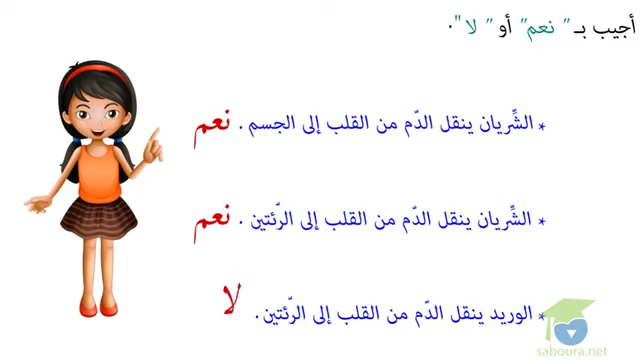 أجيب بـ " نعم" أو " لا ".
* الشِّريان ينقل الدّم من القلب إلى الجسم . نعم
* الشِّريان ينقل الدّم من القلب إلى الرّئتين . نعم
* الوريد ينقل الدّم من القلب إلى الرّئتين. لا
saboura.net